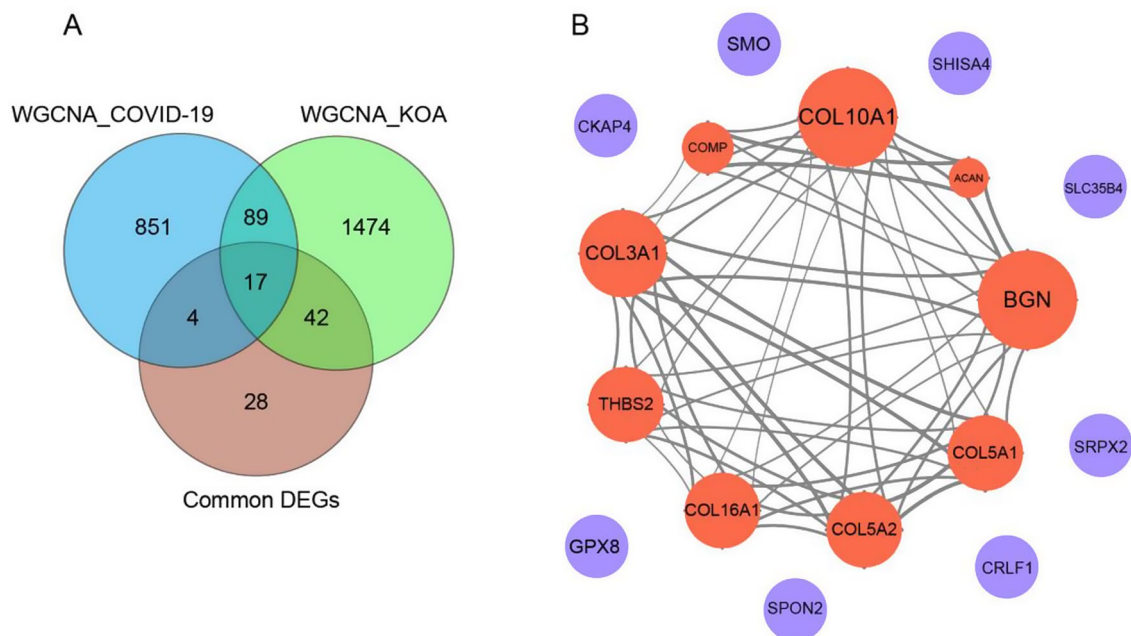 A
WGCNA_COVID-19
WGCNA_KOA
851
89
1474
17
4
42
28
Common DEGs
B
SMO
SHISA4
COL10A1
CKAP4
COMP
ACAN
SLC35B4
COL3A1
BGN
THBS2
COL5A1
SRPX2
COL16A1
COL5A2
GPX8
CRLF1
SPON2